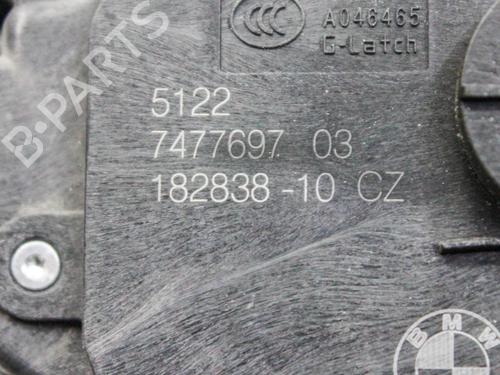 CCC
A046465
G-Latch
5122
7477697 03
182838-10 CZ
B-PARTS
BMW